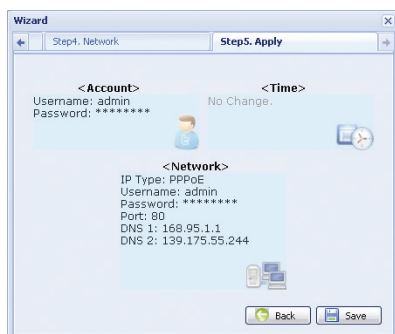 Wizard
Step4. Network
Step5. Apply
<Account>
Username: admin
Password: ********
<Time>
No Change.
<Network>
IP Type: PPPoE
Username: admin
Password: ********
Port: 80
DNS 1: 168.95.1.1
DNS 2: 139.175.55.244
Back
Save